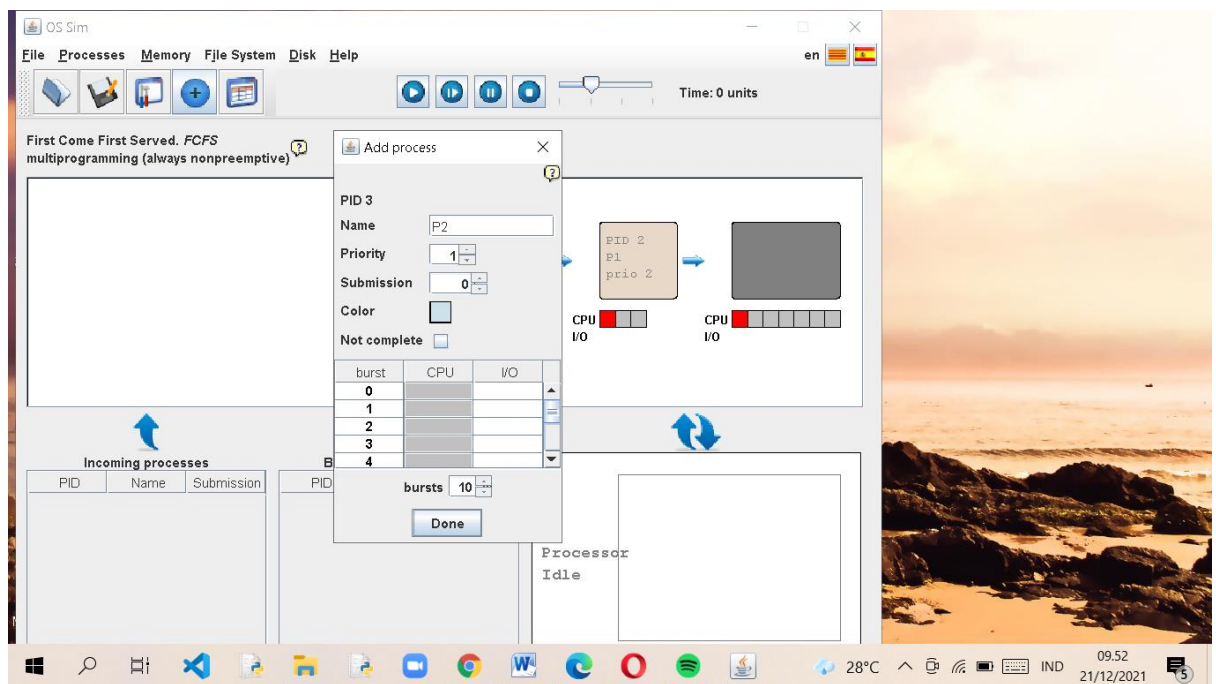 OS Sim
File Processes Memory File System Disk Help
en
Time: 0 units
First Come First Served. FCFS
multiprogramming (always nonpreemptive)
Add process
PID 3
Name P2
Priority 1
Submission 0
Color
Not complete
burst CPU I/O
0
1
2
3
4
bursts 10
Done
PID 2
P1
prio 2
CPU
I/O
CPU
I/O
Incoming processes
PID Name Submission
B
PID
Processor
Idle
28°C IND 09.52
21/12/2021
5